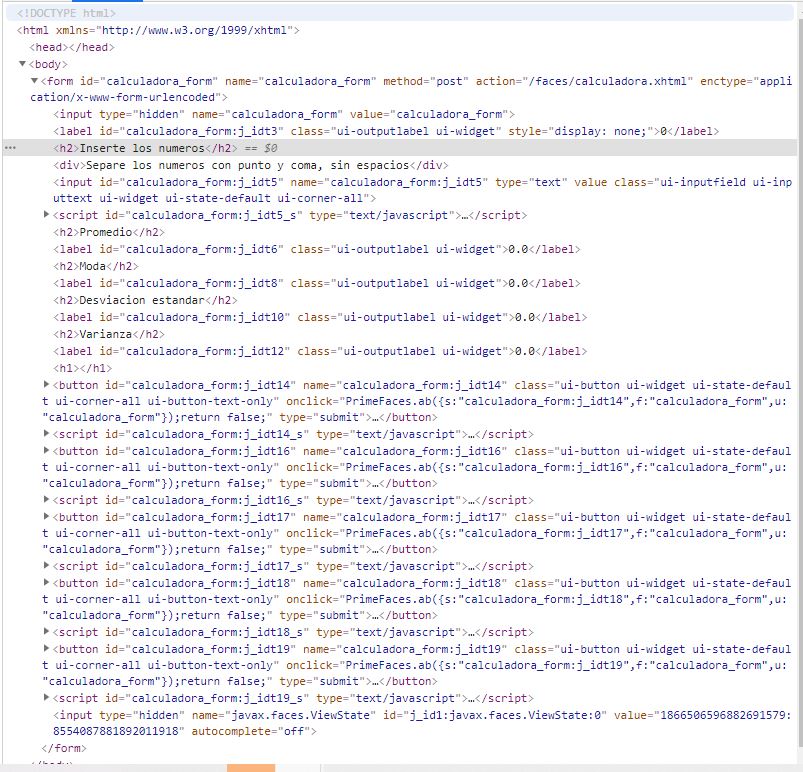 <!DOCTYPE html>
<html xmlns="http://www.w3.org/1999/xhtml">
<head></head>
<body>
<form id="calculadora_form" name="calculadora_form" method="post" action="/faces/calculadora.xhtml" enctype="appli
cation/x-www-form-urlencoded">
<input type="hidden" name="calculadora_form" value="calculadora_form">
<label id="calculadora_form:j_idt3" class="ui-outputlabel ui-widget" style="display: none;">0</label>
<h2>Inserte los numeros</h2> == $0
<div>Separe los numeros con punto y coma, sin espacios</div>
<input id="calculadora_form:j_idt5" name="calculadora_form:j_idt5" type="text" value class="ui-inputfield ui-inpu
ttext ui-widget ui-state-default ui-corner-all">
<script id="calculadora_form:j_idt5_s" type="text/javascript">…</script>
<h2>Promedio</h2>
<label id="calculadora_form:j_idt6" class="ui-outputlabel ui-widget">0.0</label>
<h2>Moda</h2>
<label id="calculadora_form:j_idt8" class="ui-outputlabel ui-widget">0.0</label>
<h2>Desviacion estandar</h2>
<label id="calculadora_form:j_idt10" class="ui-outputlabel ui-widget">0.0</label>
<h2>Varianza</h2>
<label id="calculadora_form:j_idt12" class="ui-outputlabel ui-widget">0.0</label>
<h1></h1>
<button id="calculadora_form:j_idt14" name="calculadora_form:j_idt14" class="ui-button ui-widget ui-state-defaul
t ui-corner-all ui-button-text-only" onclick="PrimeFaces.ab({s:"calculadora_form:j_idt14",f:"calculadora_form",u:
"calculadora_form"});return false;" type="submit">…</button>
<script id="calculadora_form:j_idt14_s" type="text/javascript">…</script>
<button id="calculadora_form:j_idt16" name="calculadora_form:j_idt16" class="ui-button ui-widget ui-state-defaul
t ui-corner-all ui-button-text-only" onclick="PrimeFaces.ab({s:"calculadora_form:j_idt16",f:"calculadora_form",u:
"calculadora_form"});return false;" type="submit">…</button>
<script id="calculadora_form:j_idt16_s" type="text/javascript">…</script>
<button id="calculadora_form:j_idt17" name="calculadora_form:j_idt17" class="ui-button ui-widget ui-state-defaul
t ui-corner-all ui-button-text-only" onclick="PrimeFaces.ab({s:"calculadora_form:j_idt17",f:"calculadora_form",u:
"calculadora_form"});return false;" type="submit">…</button>
<script id="calculadora_form:j_idt17_s" type="text/javascript">…</script>
<button id="calculadora_form:j_idt18" name="calculadora_form:j_idt18" class="ui-button ui-widget ui-state-defaul
t ui-corner-all ui-button-text-only" onclick="PrimeFaces.ab({s:"calculadora_form:j_idt18",f:"calculadora_form",u:
"calculadora_form"});return false;" type="submit">…</button>
<script id="calculadora_form:j_idt18_s" type="text/javascript">…</script>
<button id="calculadora_form:j_idt19" name="calculadora_form:j_idt19" class="ui-button ui-widget ui-state-defaul
t ui-corner-all ui-button-text-only" onclick="PrimeFaces.ab({s:"calculadora_form:j_idt19",f:"calculadora_form",u:
"calculadora_form"});return false;" type="submit">…</button>
<script id="calculadora_form:j_idt19_s" type="text/javascript">…</script>
<input type="hidden" name="javax.faces.ViewState" id="j_id1:javax.faces.ViewState:0" value="1866506596882691579:
8554087881892011918" autocomplete="off">
</form>
</body>